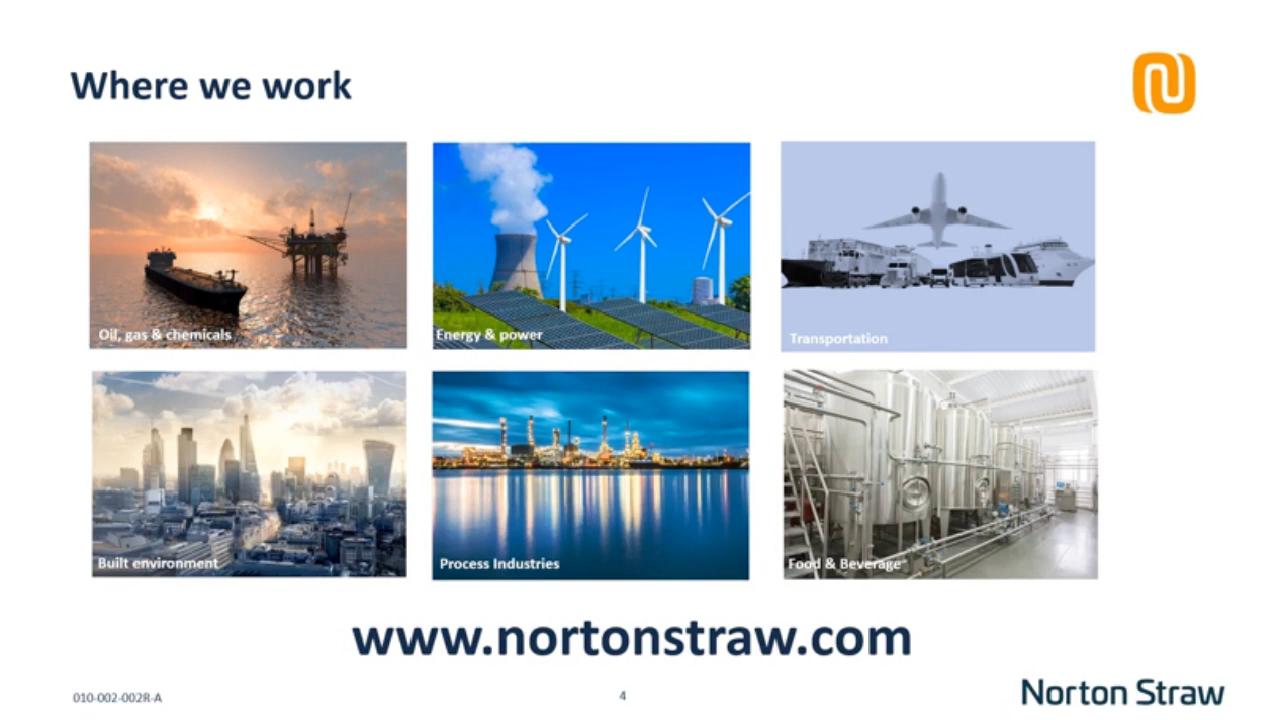 Where we work
Oil, gas & chemicals
Energy & power
Transportation
Built environment
Process Industries
Food & Beverage
www.nortonstraw.com
010-002-002R-A
4
Norton Straw